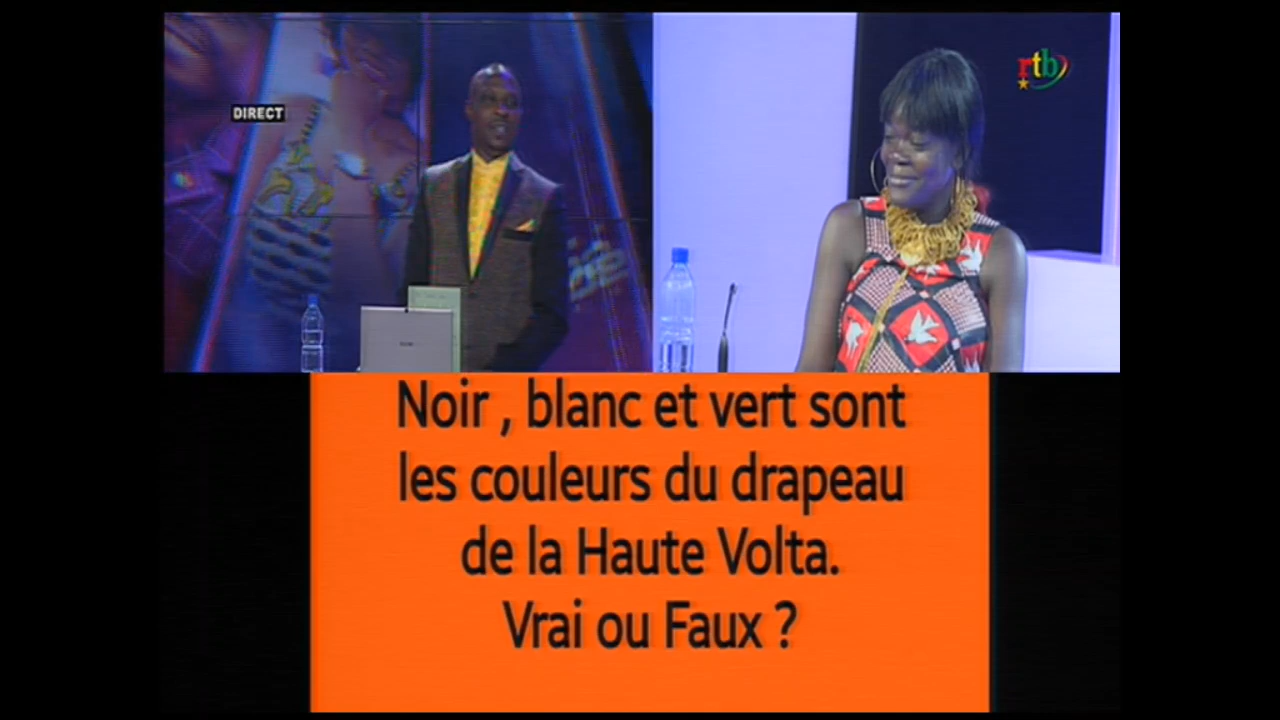 DIRECT
rtb
Noir , blanc et vert sont
les couleurs du drapeau
de la Haute Volta.
Vrai ou Faux ?